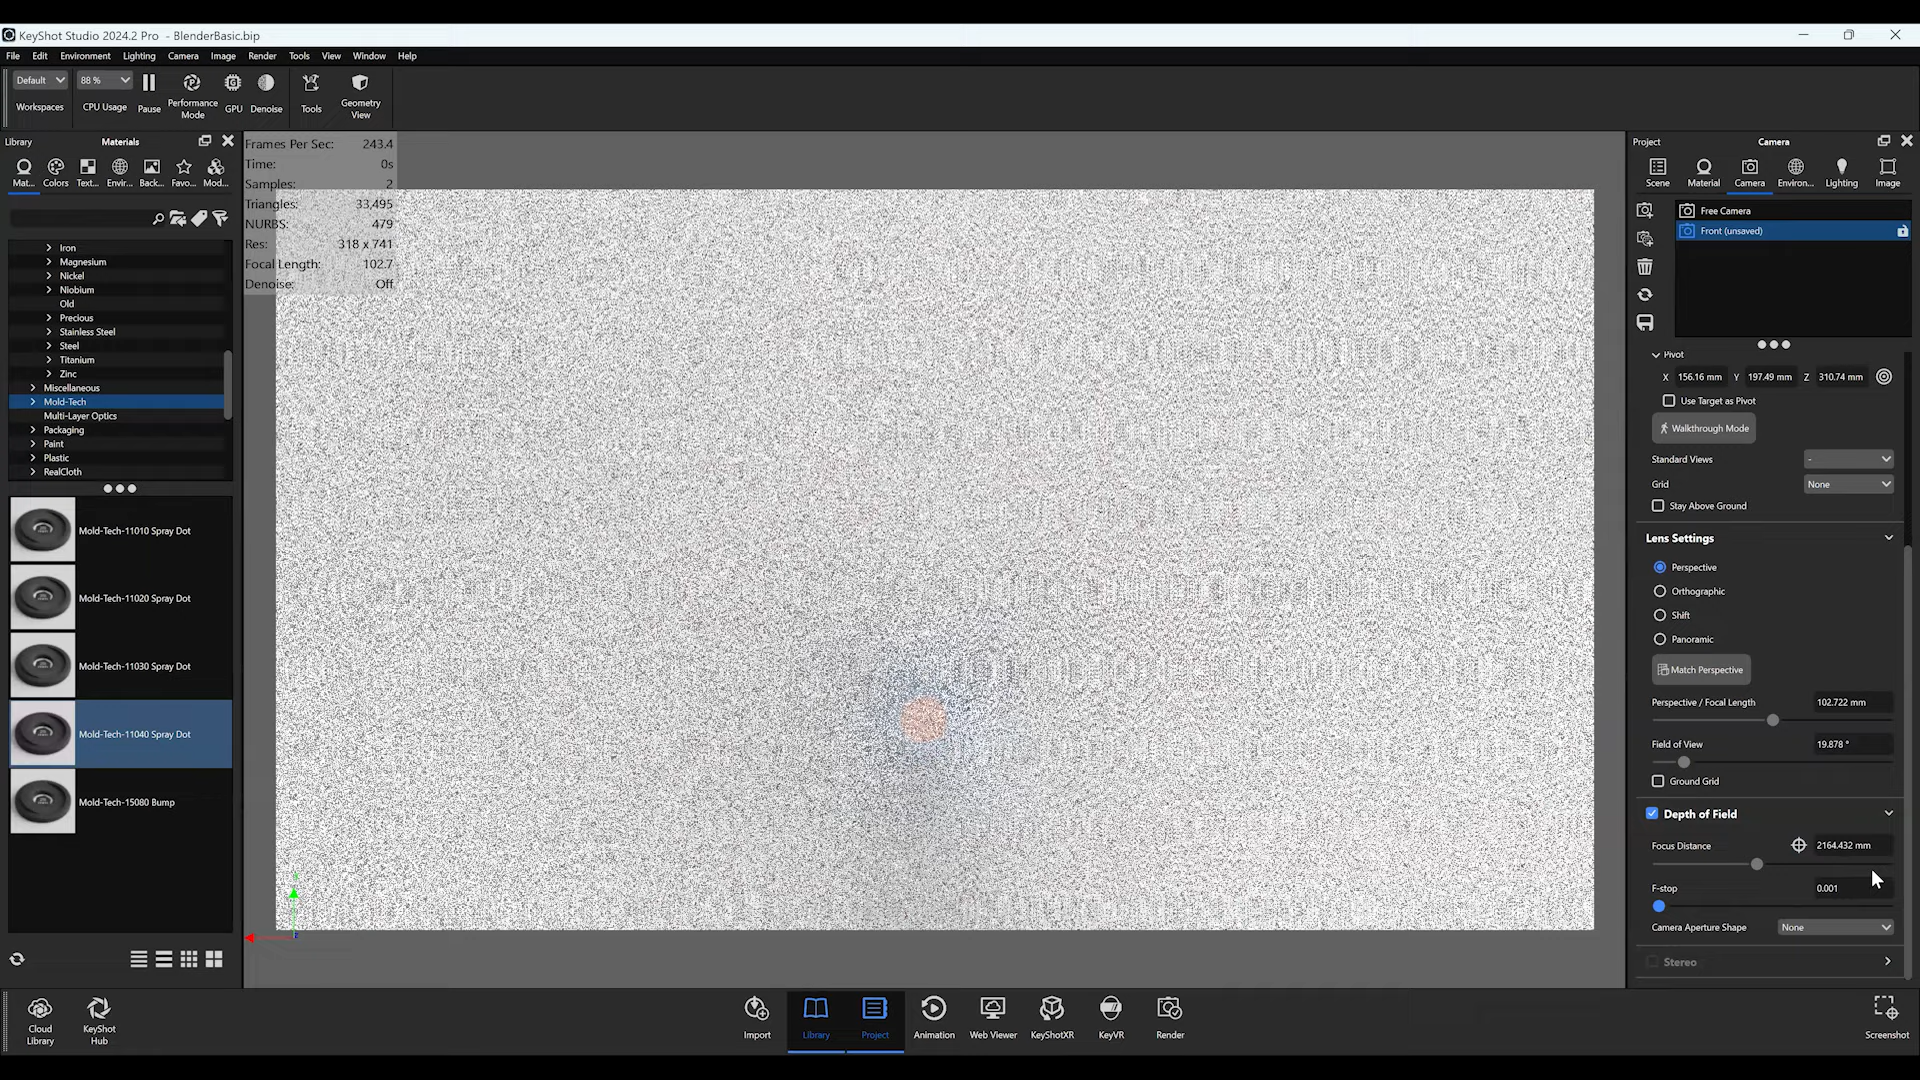 KeyShot Studio 2024.2 Pro - BlenderBasic.bip
File Edit Environment Lighting Camera Image Render Tools View Window Help
Default 88 %
Workspaces CPU Usage Pause Performance Mode GPU Denoise Tools Geometry View
Library Materials
Mat... Colors Text... Envir... Back... Favo... Mod...
Iron
Magnesium
Nickel
Niobium
Old
Precious
Stainless Steel
Steel
Titanium
Zinc
Miscellaneous
Mold-Tech
Multi-Layer Optics
Packaging
Paint
Plastic
RealCloth
Mold-Tech-11010 Spray Dot
Mold-Tech-11020 Spray Dot
Mold-Tech-11030 Spray Dot
Mold-Tech-11040 Spray Dot
Mold-Tech-15080 Bump
Frames Per Sec: 243.4
Time: 0s
Samples: 2
Triangles: 33,495
NURBS: 479
Res: 318 x 741
Focal Length: 102.7
Denoise: Off
Project Camera
Scene Material Camera Environ... Lighting Image
Free Camera
Front (unsaved)
Pivot
X 156.16 mm Y 197.49 mm Z 310.74 mm
Use Target as Pivot
Walkthrough Mode
Standard Views -
Grid None
Stay Above Ground
Lens Settings
Perspective
Orthographic
Shift
Panoramic
Match Perspective
Perspective / Focal Length 102.722 mm
Field of View 19.878 °
Ground Grid
Depth of Field
Focus Distance 2164.432 mm
F-stop 0.001
Camera Aperture Shape None
Stereo
Cloud Library KeyShot Hub Import Library Project Animation Web Viewer KeyShotXR KeyVR Render Screenshot